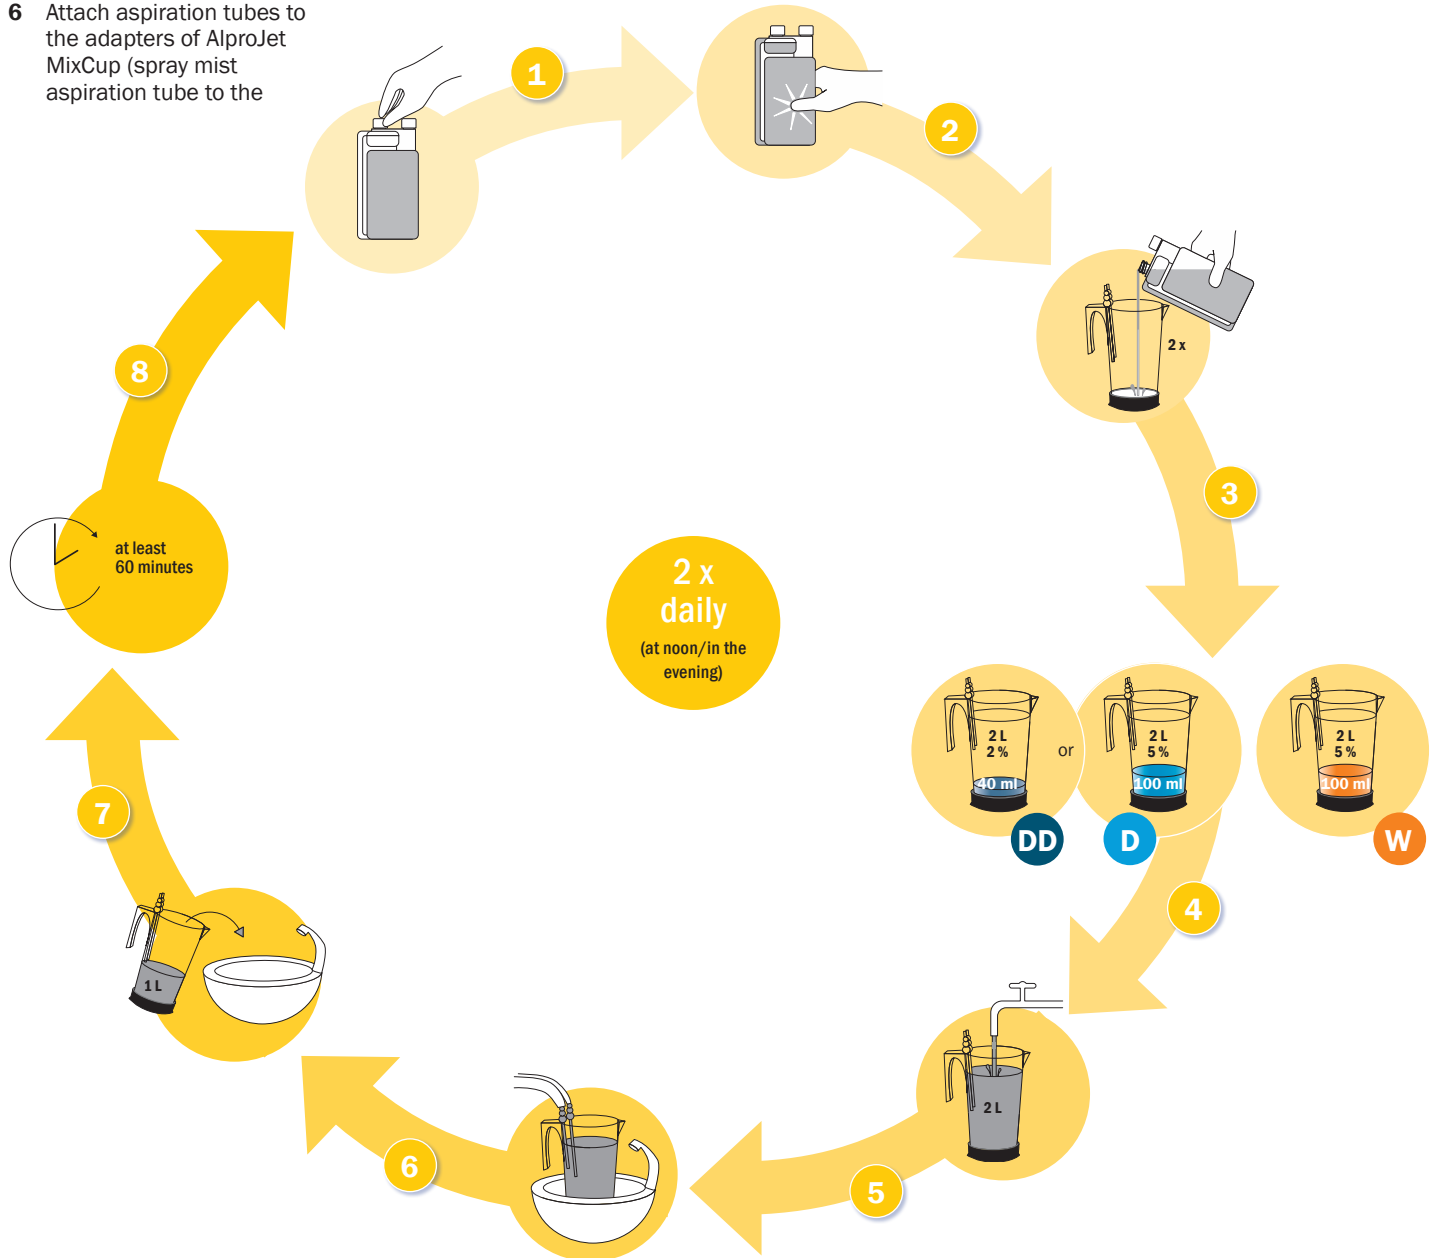 6 Attach aspiration tubes to
the adapters of AlproJet
MixCup (spray mist
aspiration tube to the
1
2
2 x
3
2 L
2 %
40 ml
DD
or
2 L
5 %
100 ml
D
2 L
5 %
100 ml
W
4
2 L
5
6
1 L
7
at least
60 minutes
8
2 x
daily
(at noon/in the
evening)